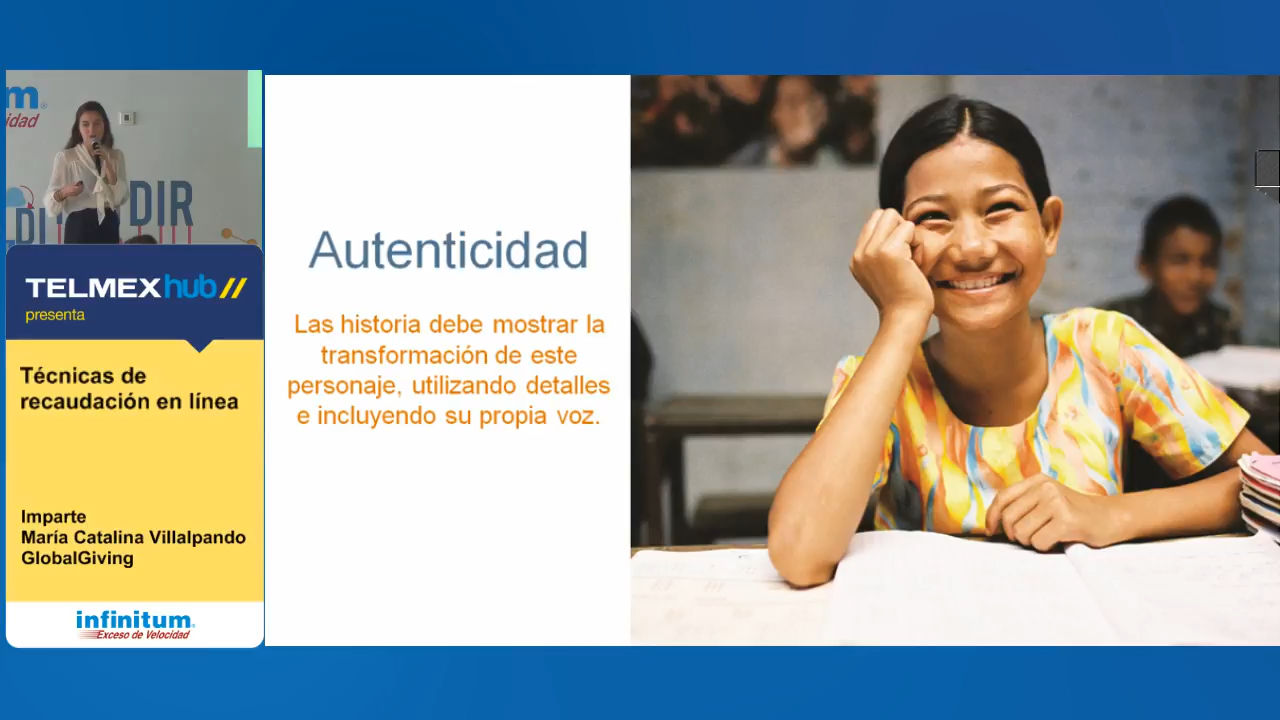 m
idad
DIR
TELMEXhub//
presenta
Técnicas de
recaudación en línea
Imparte
María Catalina Villalpando
GlobalGiving
infinitum
Exceso de Velocidad
Autenticidad
Las historia debe mostrar la
transformación de este
personaje, utilizando detalles
e incluyendo su propia voz.